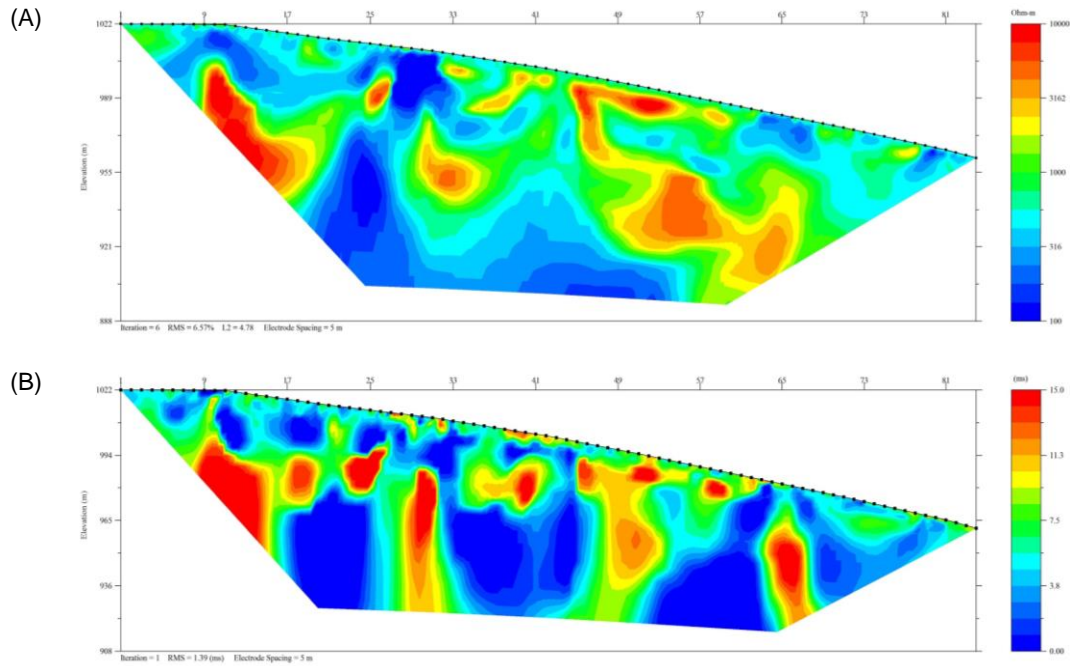 (A)
1 9 17 25 33 41 49 57 65 73 81
Ohm-m
1022
989
955
921
888
Elevation (m)
10000
3162
1000
516
100
Iteration = 6 RMS = 6.57% L2 = 4.78 Electrode Spacing = 5 m
(B)
1 9 17 25 33 41 49 57 65 73 81
(ms)
1022
994
965
936
908
Elevation (m)
15.0
11.3
7.5
3.8
0.00
Iteration = 1 RMS = 1.39 (ms) Electrode Spacing = 5 m